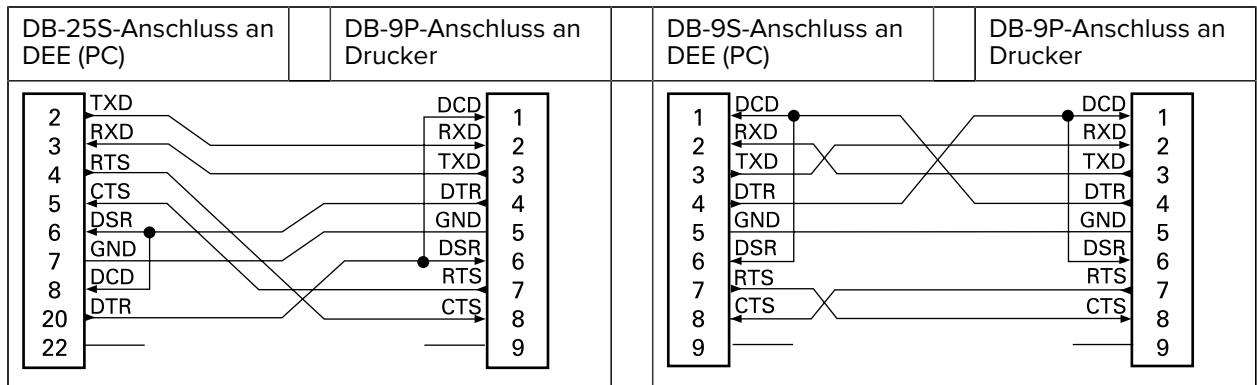 DB-25S-Anschluss an
DEE (PC)
DB-9P-Anschluss an
Drucker
DB-9S-Anschluss an
DEE (PC)
DB-9P-Anschluss an
Drucker
2 TXD DCD 1
3 RXD RXD 2
4 RTS TXD 3
5 CTS DTR 4
6 DSR GND 5
7 GND DSR 6
8 DCD RTS 7
20 DTR CTS 8
22 9
1 DCD DCD 1
2 RXD RXD 2
3 TXD TXD 3
4 DTR DTR 4
5 GND GND 5
6 DSR DSR 6
7 RTS RTS 7
8 CTS CTS 8
9 9